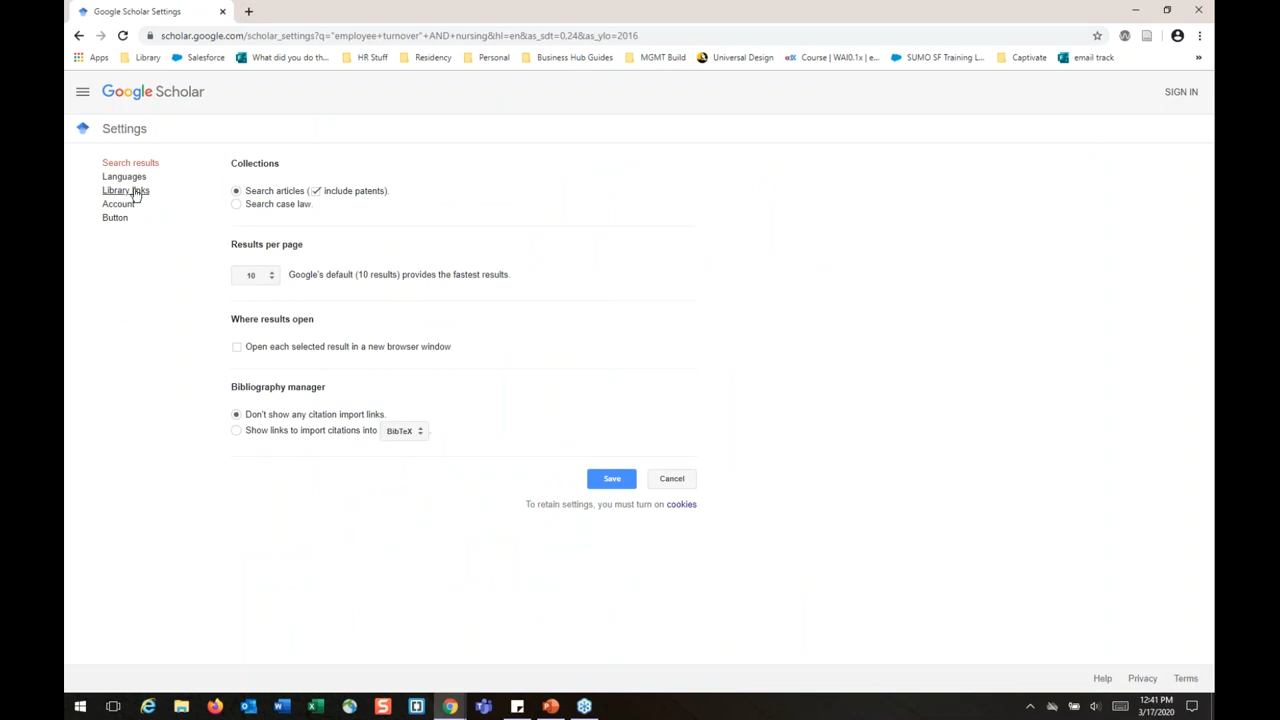 Google Scholar Settings
scholar.google.com/scholar_settings?q="employee+turnover"+AND+nursing&hl=en&as_sdt=0,24&as_ylo=2016
Apps Library Salesforce What did you do th... HR Stuff Residency Personal Business Hub Guides MGMT Build Universal Design Course | WAI0.1x | e... SUMO SF Training L... Captivate email track »
Google Scholar SIGN IN
Settings
Search results
Languages
Library links
Account
Button
Collections
Search articles ( include patents).
Search case law.
Results per page
10 Google's default (10 results) provides the fastest results.
Where results open
Open each selected result in a new browser window
Bibliography manager
Don't show any citation import links.
Show links to import citations into BibTeX .
Save Cancel
To retain settings, you must turn on cookies
Help Privacy Terms
12:41 PM
3/17/2020